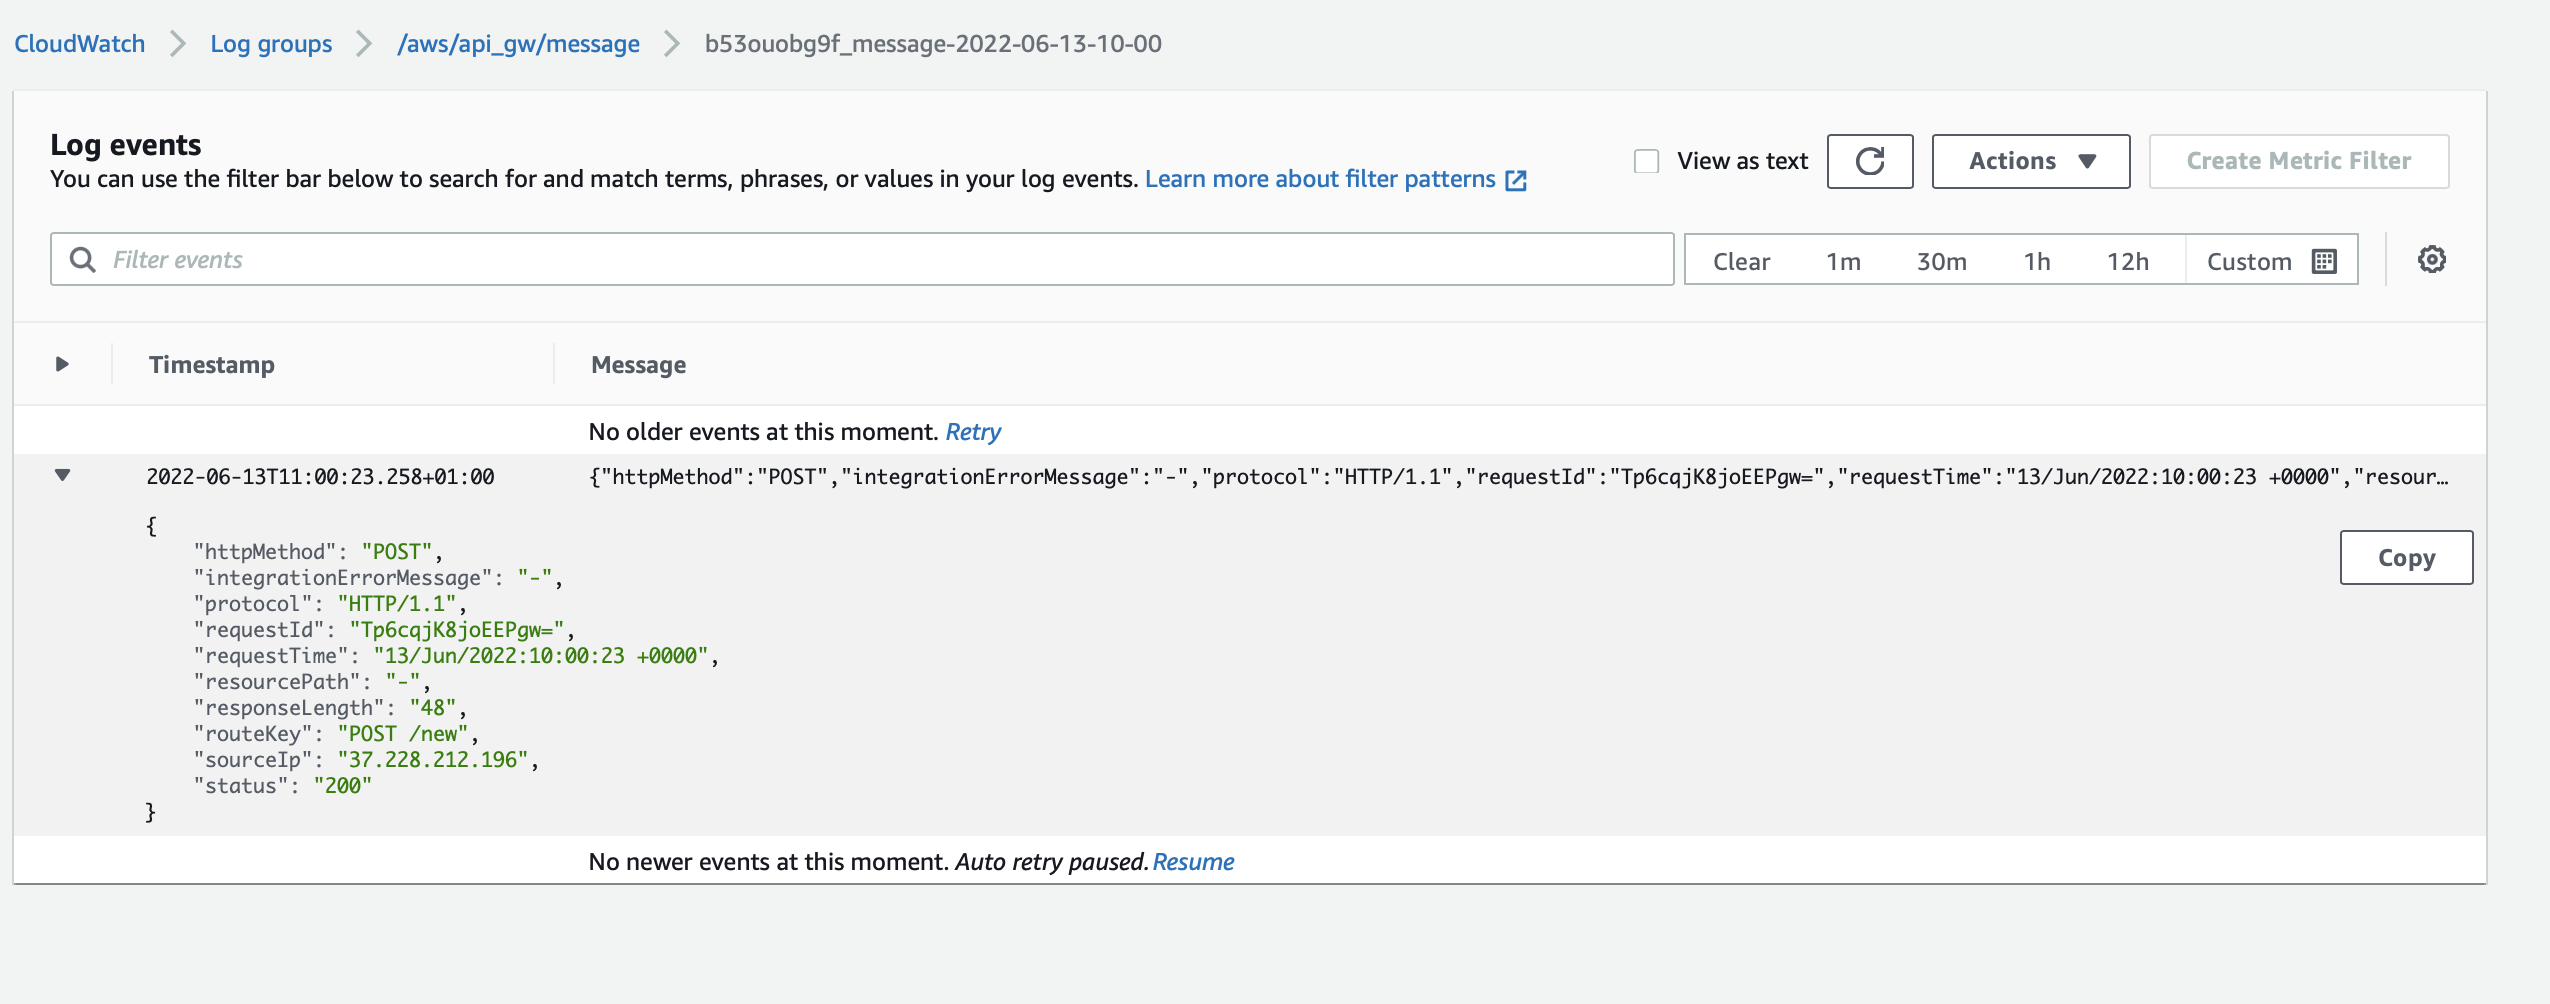 CloudWatch > Log groups > /aws/api_gw/message > b53ouobg9f_message-2022-06-13-10-00
Log events
You can use the filter bar below to search for and match terms, phrases, or values in your log events. Learn more about filter patterns
View as text
Actions
Create Metric Filter
Filter events
Clear 1m 30m 1h 12h Custom
Timestamp Message
No older events at this moment. Retry
2022-06-13T11:00:23.258+01:00 {"httpMethod":"POST","integrationErrorMessage":"-","protocol":"HTTP/1.1","requestId":"Tp6cqjK8joEEPgw=","requestTime":"13/Jun/2022:10:00:23 +0000","resour…
{
"httpMethod": "POST",
"integrationErrorMessage": "-",
"protocol": "HTTP/1.1",
"requestId": "Tp6cqjK8joEEPgw=",
"requestTime": "13/Jun/2022:10:00:23 +0000",
"resourcePath": "-",
"responseLength": "48",
"routeKey": "POST /new",
"sourceIp": "37.228.212.196",
"status": "200"
}
Copy
No newer events at this moment. Auto retry paused. Resume